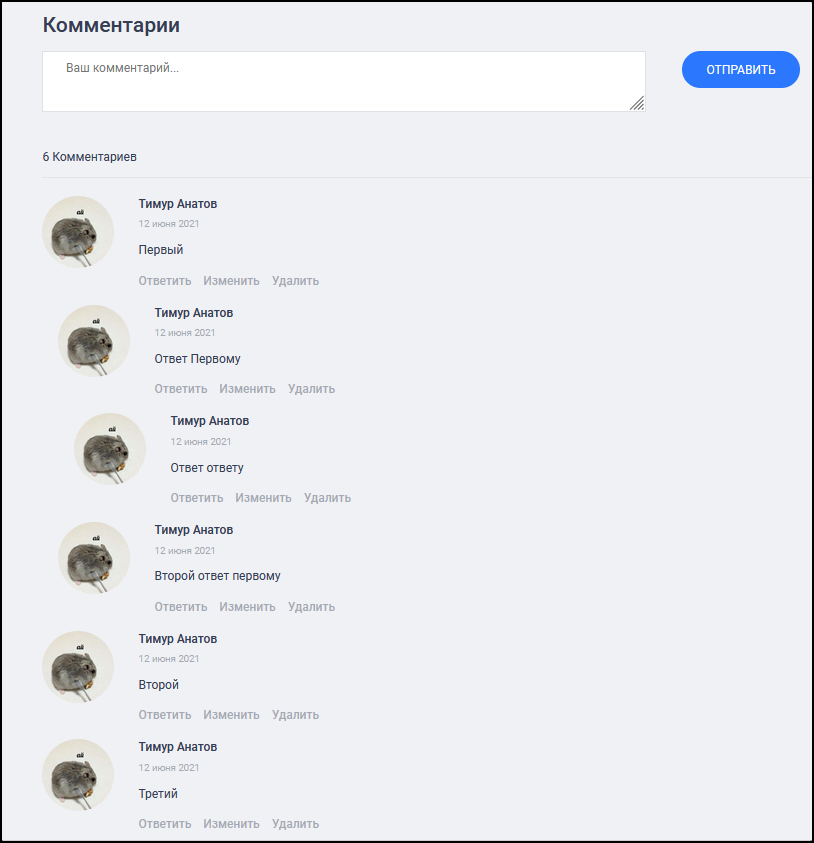 Комментарии
Ваш комментарий...
ОТПРАВИТЬ
6 Комментариев
Тимур Анатов
12 июня 2021
Первый
Ответить Изменить Удалить
Тимур Анатов
12 июня 2021
Ответ Первому
Ответить Изменить Удалить
Тимур Анатов
12 июня 2021
Ответ ответу
Ответить Изменить Удалить
Тимур Анатов
12 июня 2021
Второй ответ первому
Ответить Изменить Удалить
Тимур Анатов
12 июня 2021
Второй
Ответить Изменить Удалить
Тимур Анатов
12 июня 2021
Третий
Ответить Изменить Удалить